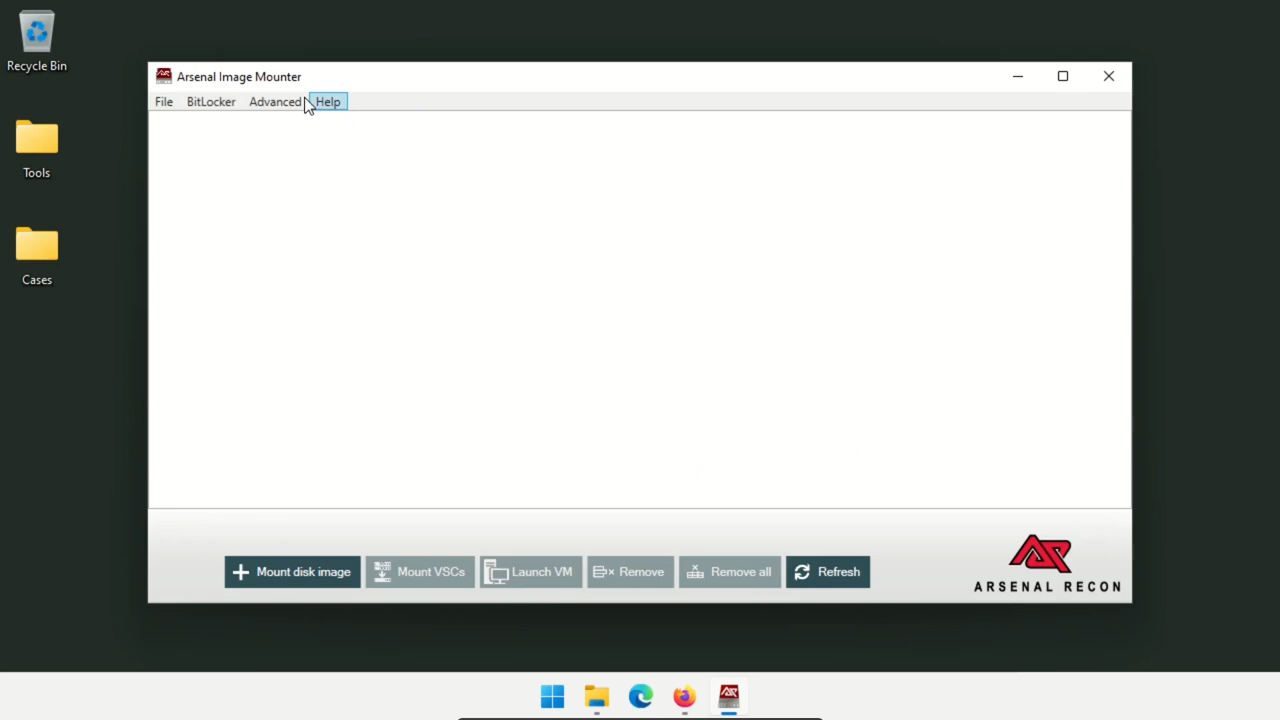 Recycle Bin
Arsenal Image Mounter
File BitLocker Advanced Help
Tools
Cases
Mount disk image Mount VSCs Launch VM Remove Remove all Refresh
ARSENAL RECON